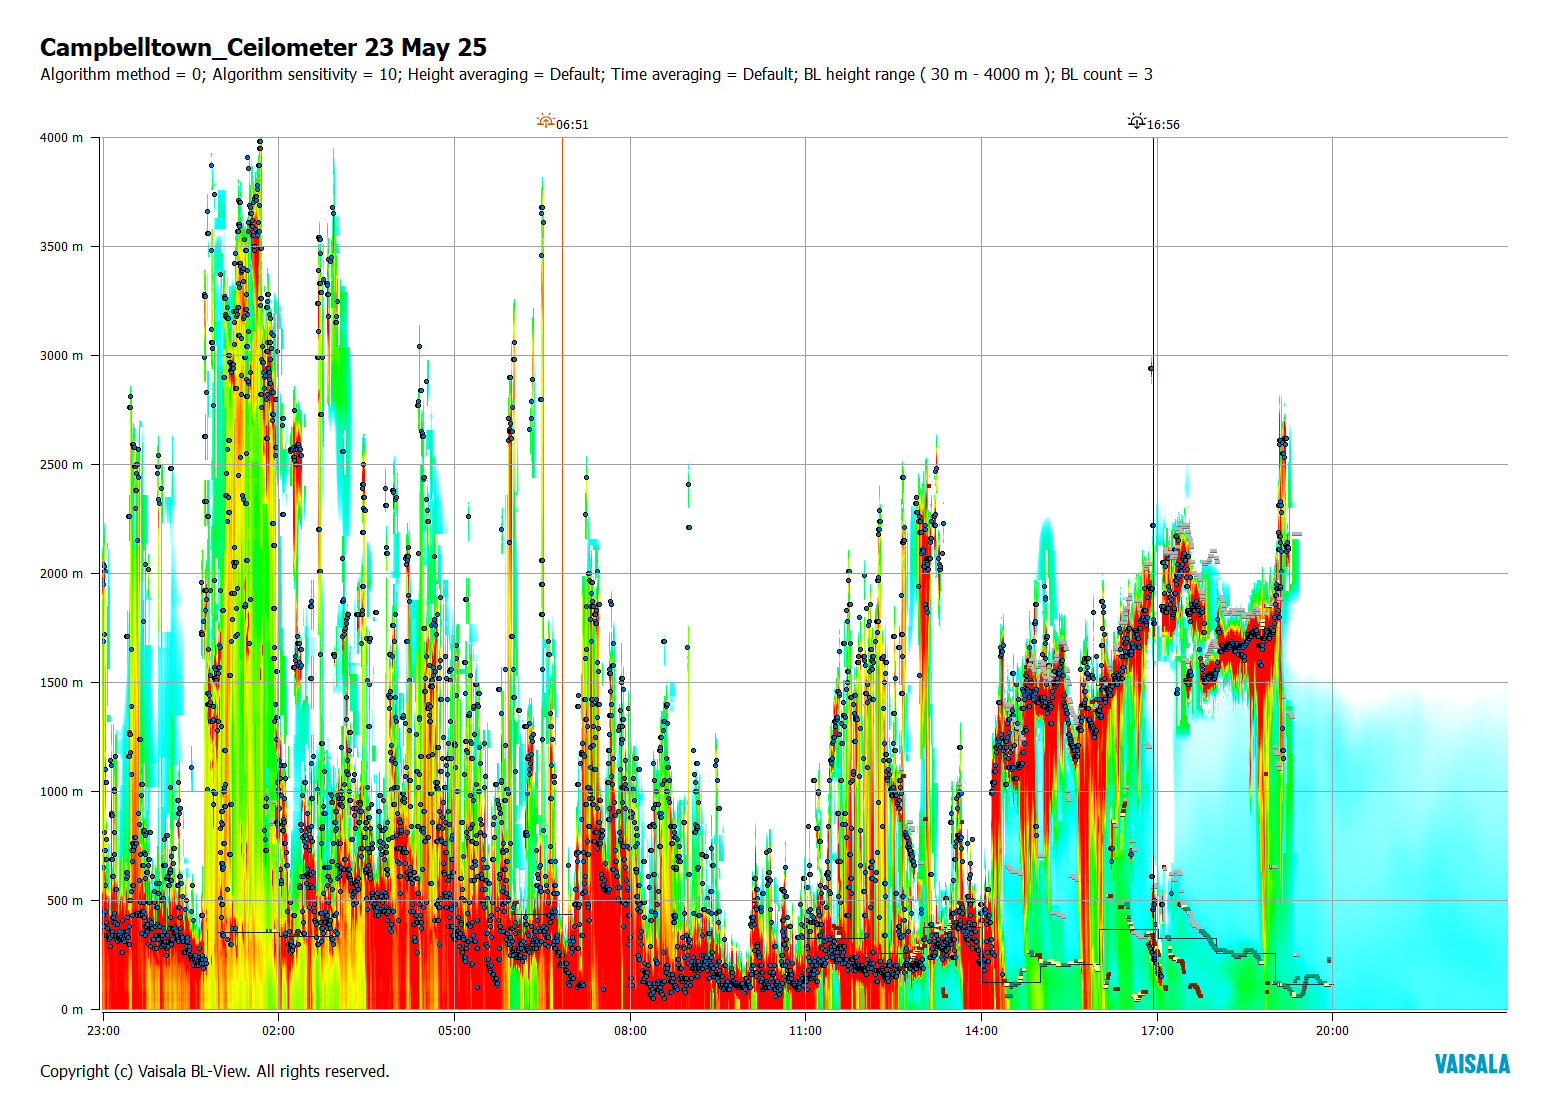 Campbelltown_Ceilometer 23 May 25
Algorithm method = 0; Algorithm sensitivity = 10; Height averaging = Default; Time averaging = Default; BL height range ( 30 m - 4000 m ); BL count = 3
06:51
16:56
4000 m
3500 m
3000 m
2500 m
2000 m
1500 m
1000 m
500 m
0 m
23:00
02:00
05:00
08:00
11:00
14:00
17:00
20:00
Copyright (c) Vaisala BL-View. All rights reserved.
VAISALA